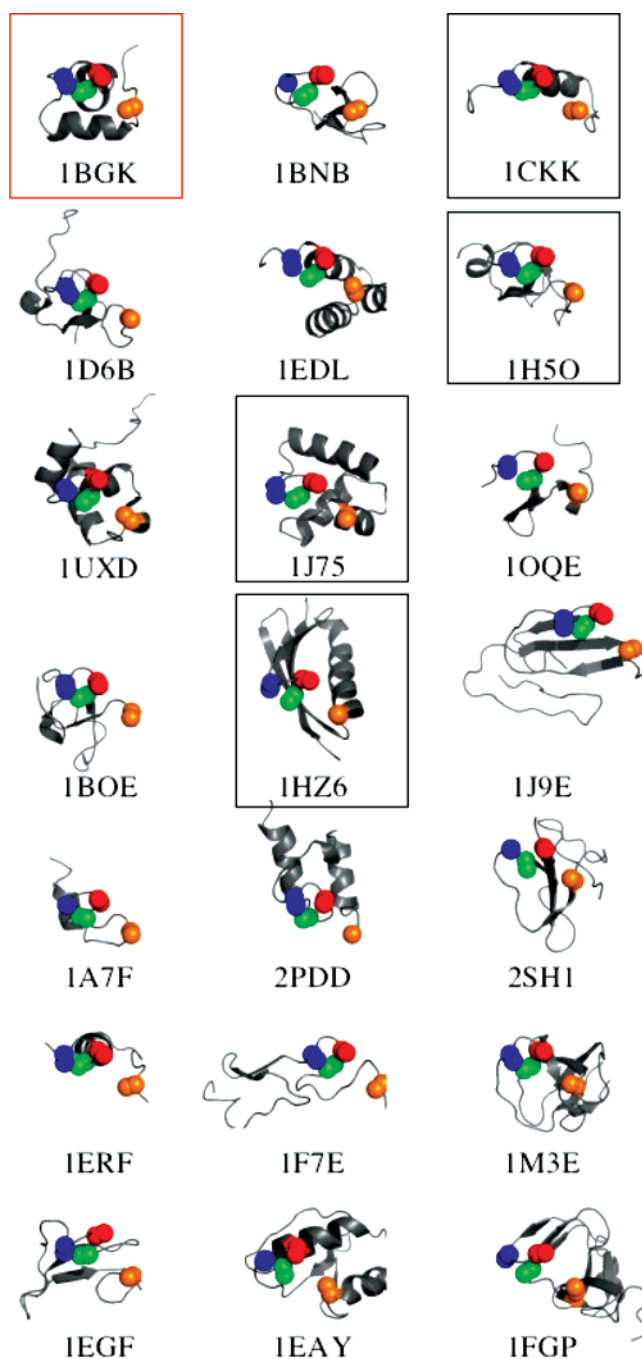 1BGK 1BNB 1CKK
1D6B 1EDL 1H5O
1UXD 1J75 1OQE
1BOE 1HZ6 1J9E
1A7F 2PDD 2SH1
1ERF 1F7E 1M3E
1EGF 1EAY 1FGP